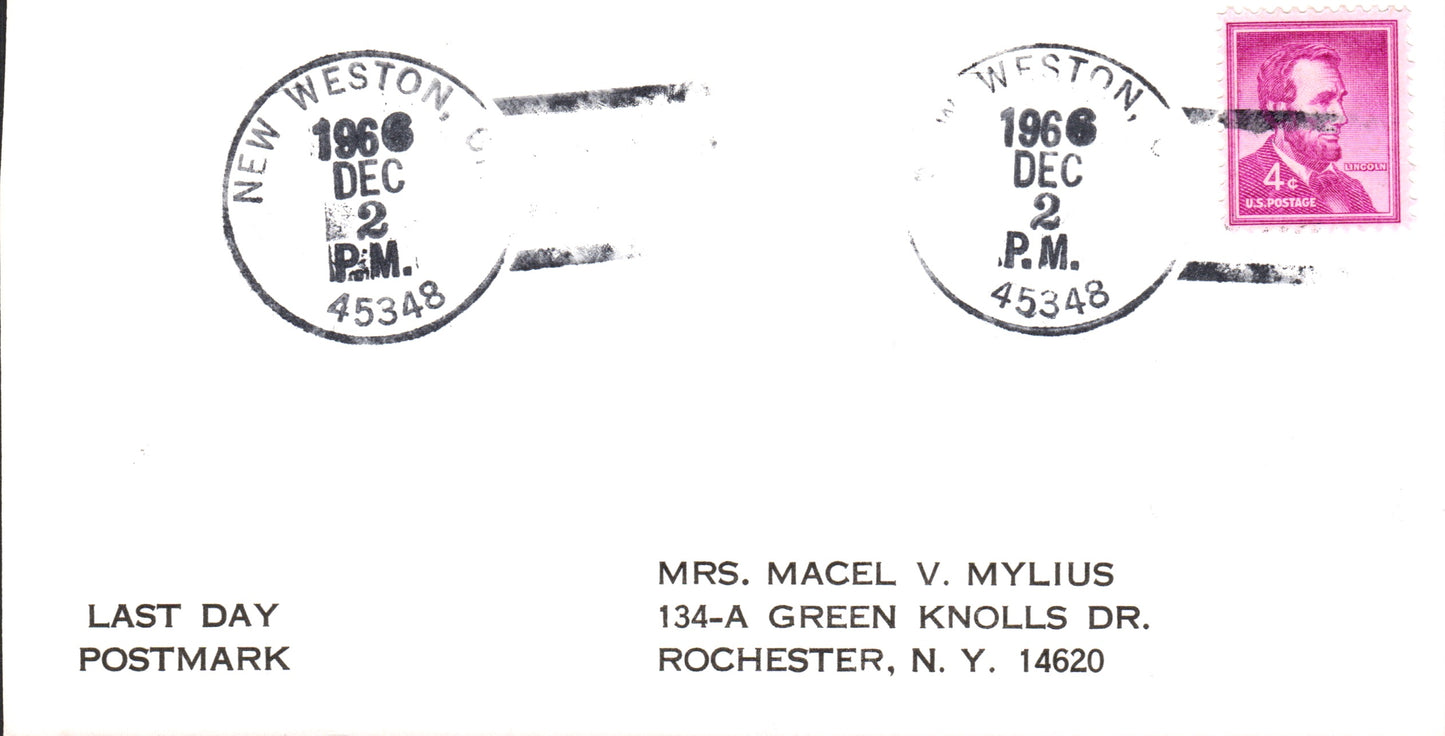 NEW WESTON, O
1966
DEC
2
P.M.
45348
W WESTON,
1966
DEC
2
P.M.
45348
LINCOLN
4¢
U.S. POSTAGE
LAST DAY
POSTMARK
MRS. MACEL V. MYLIUS
134-A GREEN KNOLLS DR.
ROCHESTER, N. Y. 14620